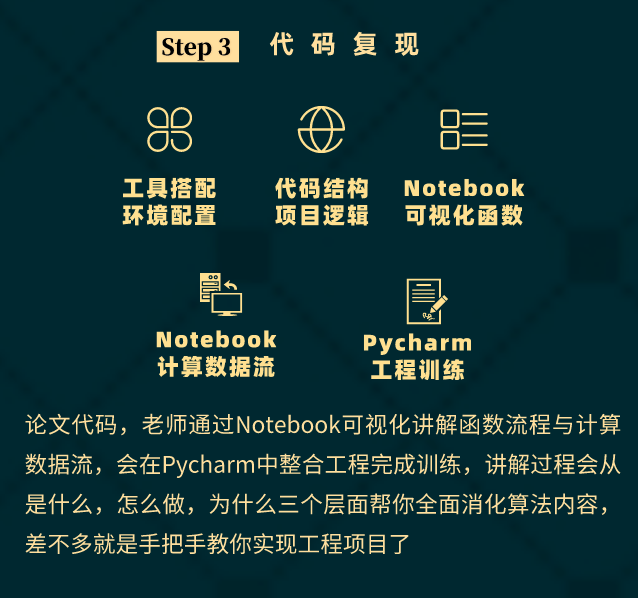 Step 3 代码复现
工具搭配 代码结构 Notebook
环境配置 项目逻辑 可视化函数
Notebook Pycharm
计算数据流 工程训练
论文代码，老师通过Notebook可视化讲解函数流程与计算
数据流，会在Pycharm中整合工程完成训练，讲解过程会从
是什么，怎么做，为什么三个层面帮你全面消化算法内容，
差不多就是手把手教你实现工程项目了